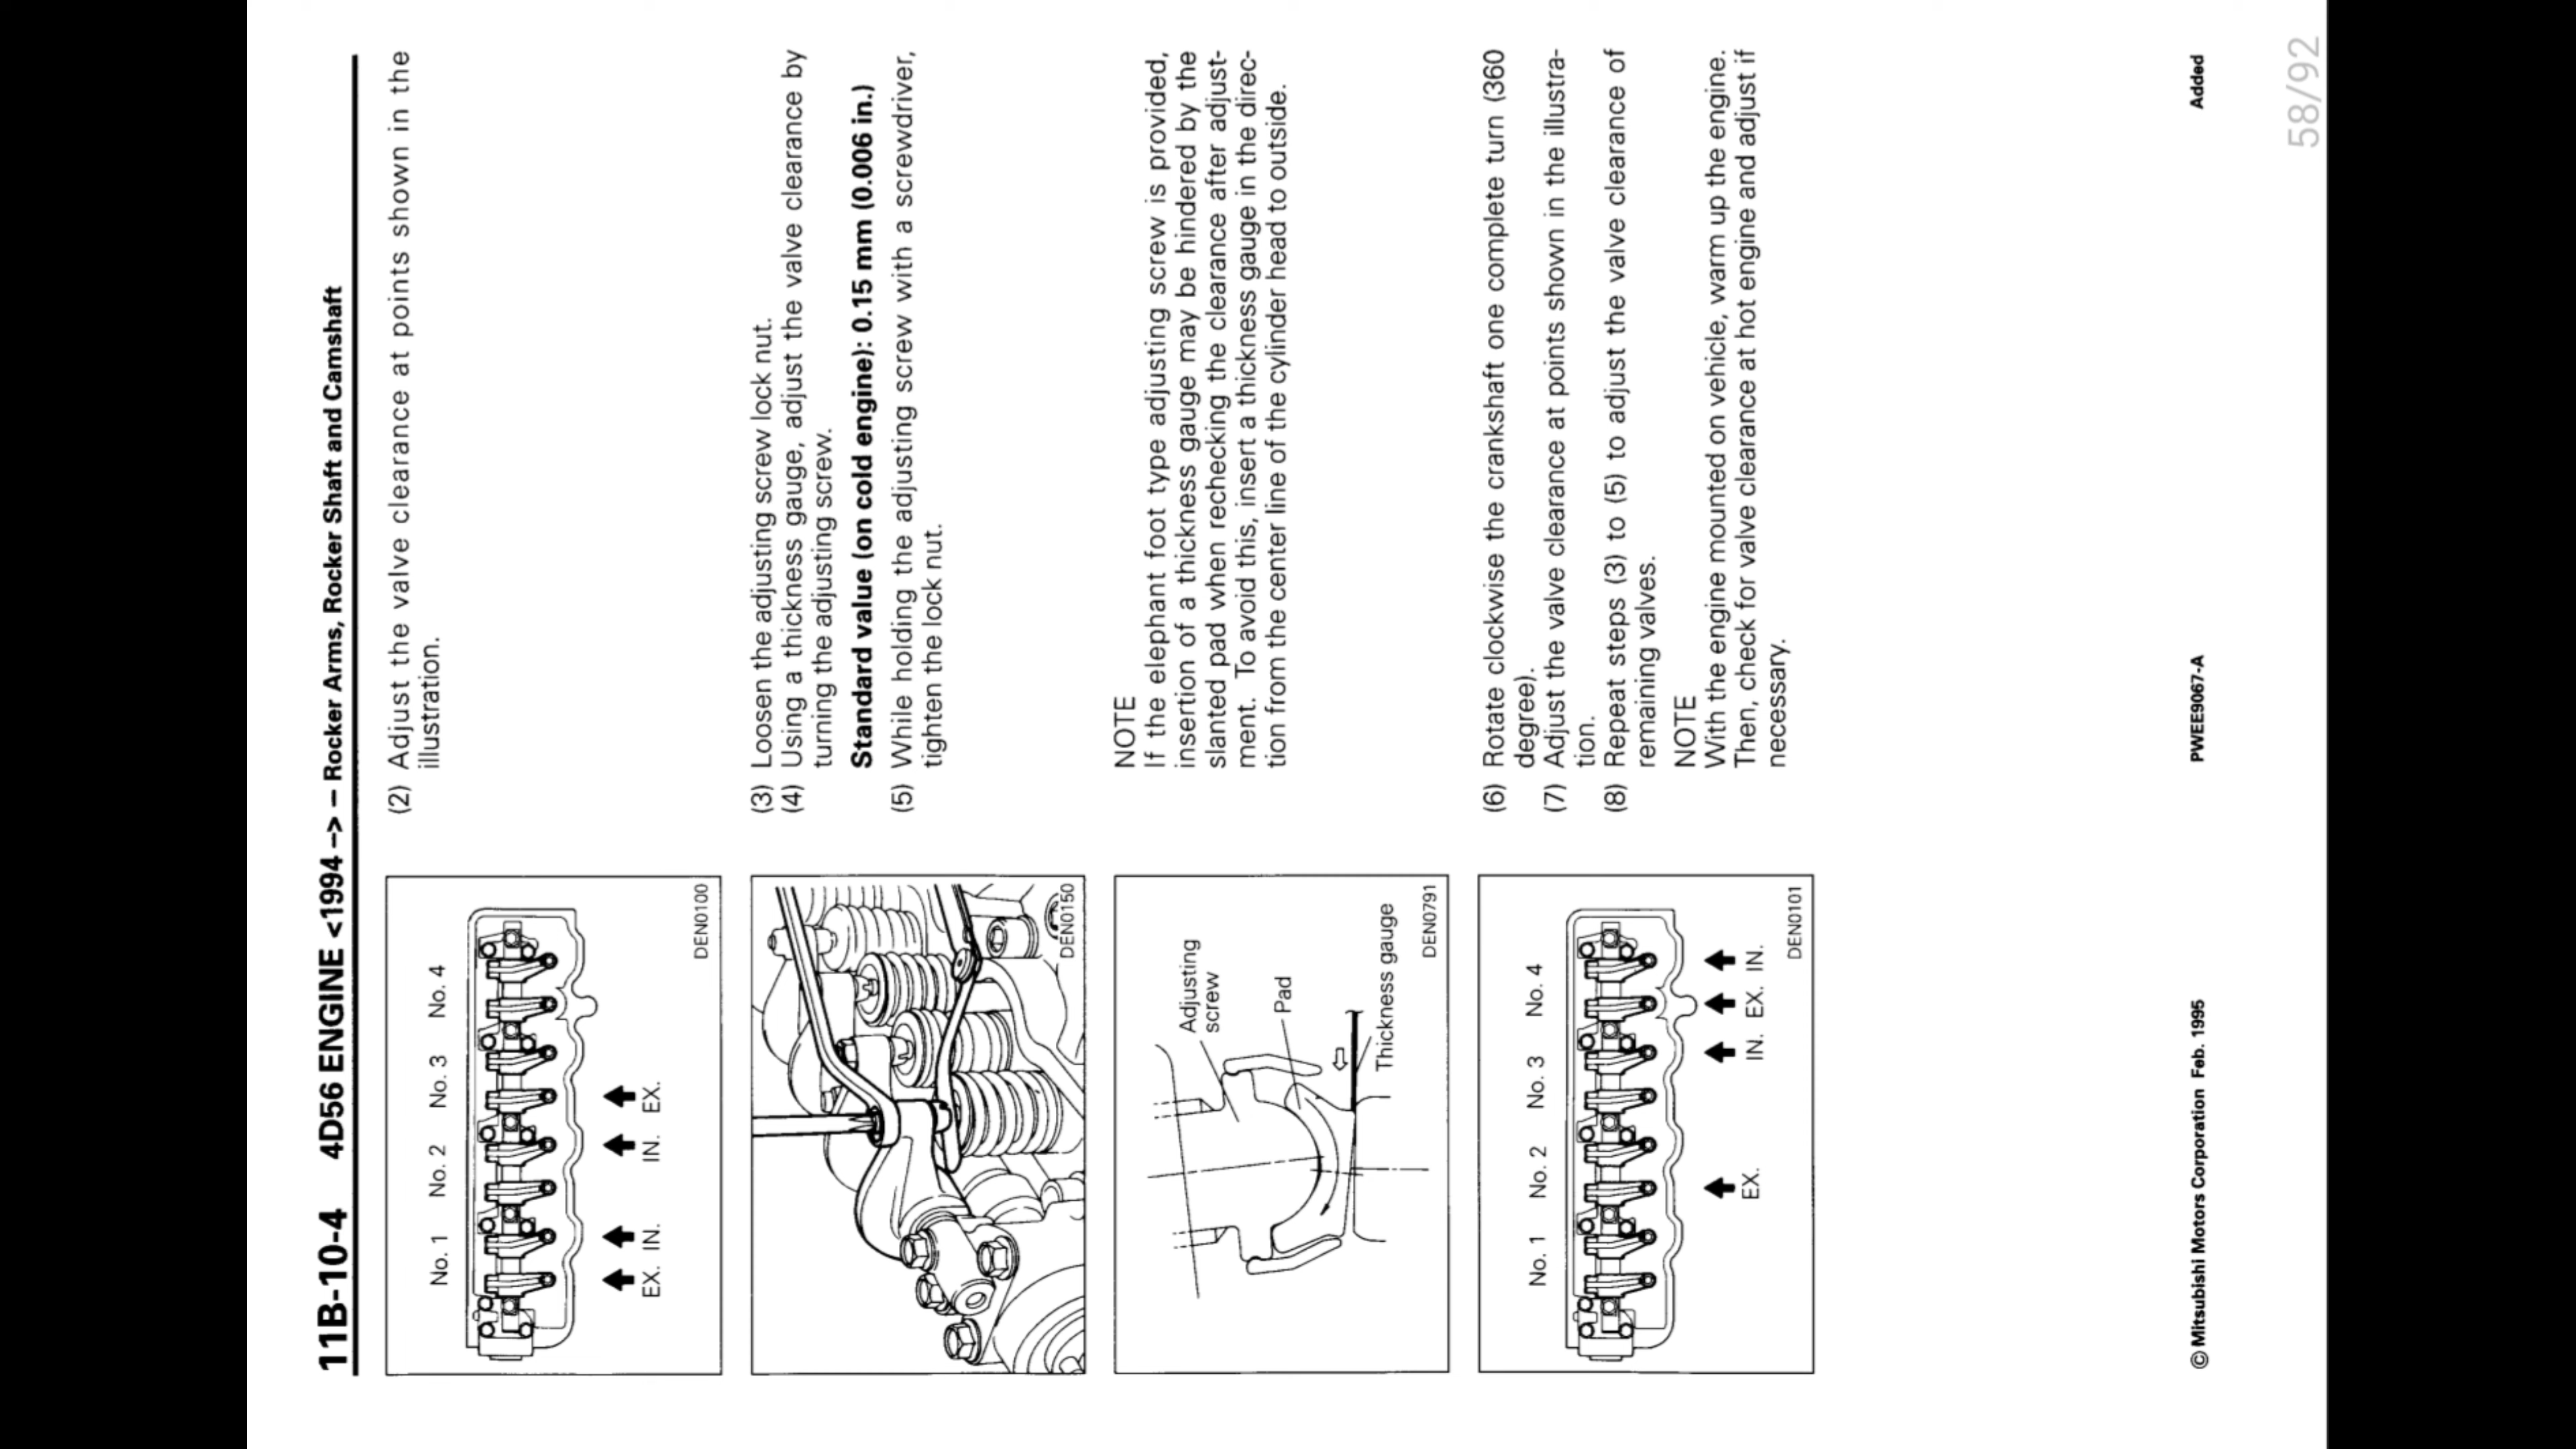 11B-10-4 4D56 ENGINE <1994 –> – Rocker Arms, Rocker Shaft and Camshaft
No. 1 No. 2 No. 3 No. 4
EX. IN. IN. EX.
DEN0100
(2) Adjust the valve clearance at points shown in the
illustration.
DEN0150
(3) Loosen the adjusting screw lock nut.
(4) Using a thickness gauge, adjust the valve clearance by
turning the adjusting screw.
Standard value (on cold engine): 0.15 mm (0.006 in.)
(5) While holding the adjusting screw with a screwdriver,
tighten the lock nut.
Adjusting
screw
Pad
Thickness gauge
DEN0791
NOTE
If the elephant foot type adjusting screw is provided,
insertion of a thickness gauge may be hindered by the
slanted pad when rechecking the clearance after adjust-
ment. To avoid this, insert a thickness gauge in the direc-
tion from the center line of the cylinder head to outside.
No. 1 No. 2 No. 3 No. 4
EX. IN. EX. IN.
DEN0101
(6) Rotate clockwise the crankshaft one complete turn (360
degree).
(7) Adjust the valve clearance at points shown in the illustra-
tion.
(8) Repeat steps (3) to (5) to adjust the valve clearance of
remaining valves.
NOTE
With the engine mounted on vehicle, warm up the engine.
Then, check for valve clearance at hot engine and adjust if
necessary.
© Mitsubishi Motors Corporation Feb. 1995 PWEE9067-A Added
58/92